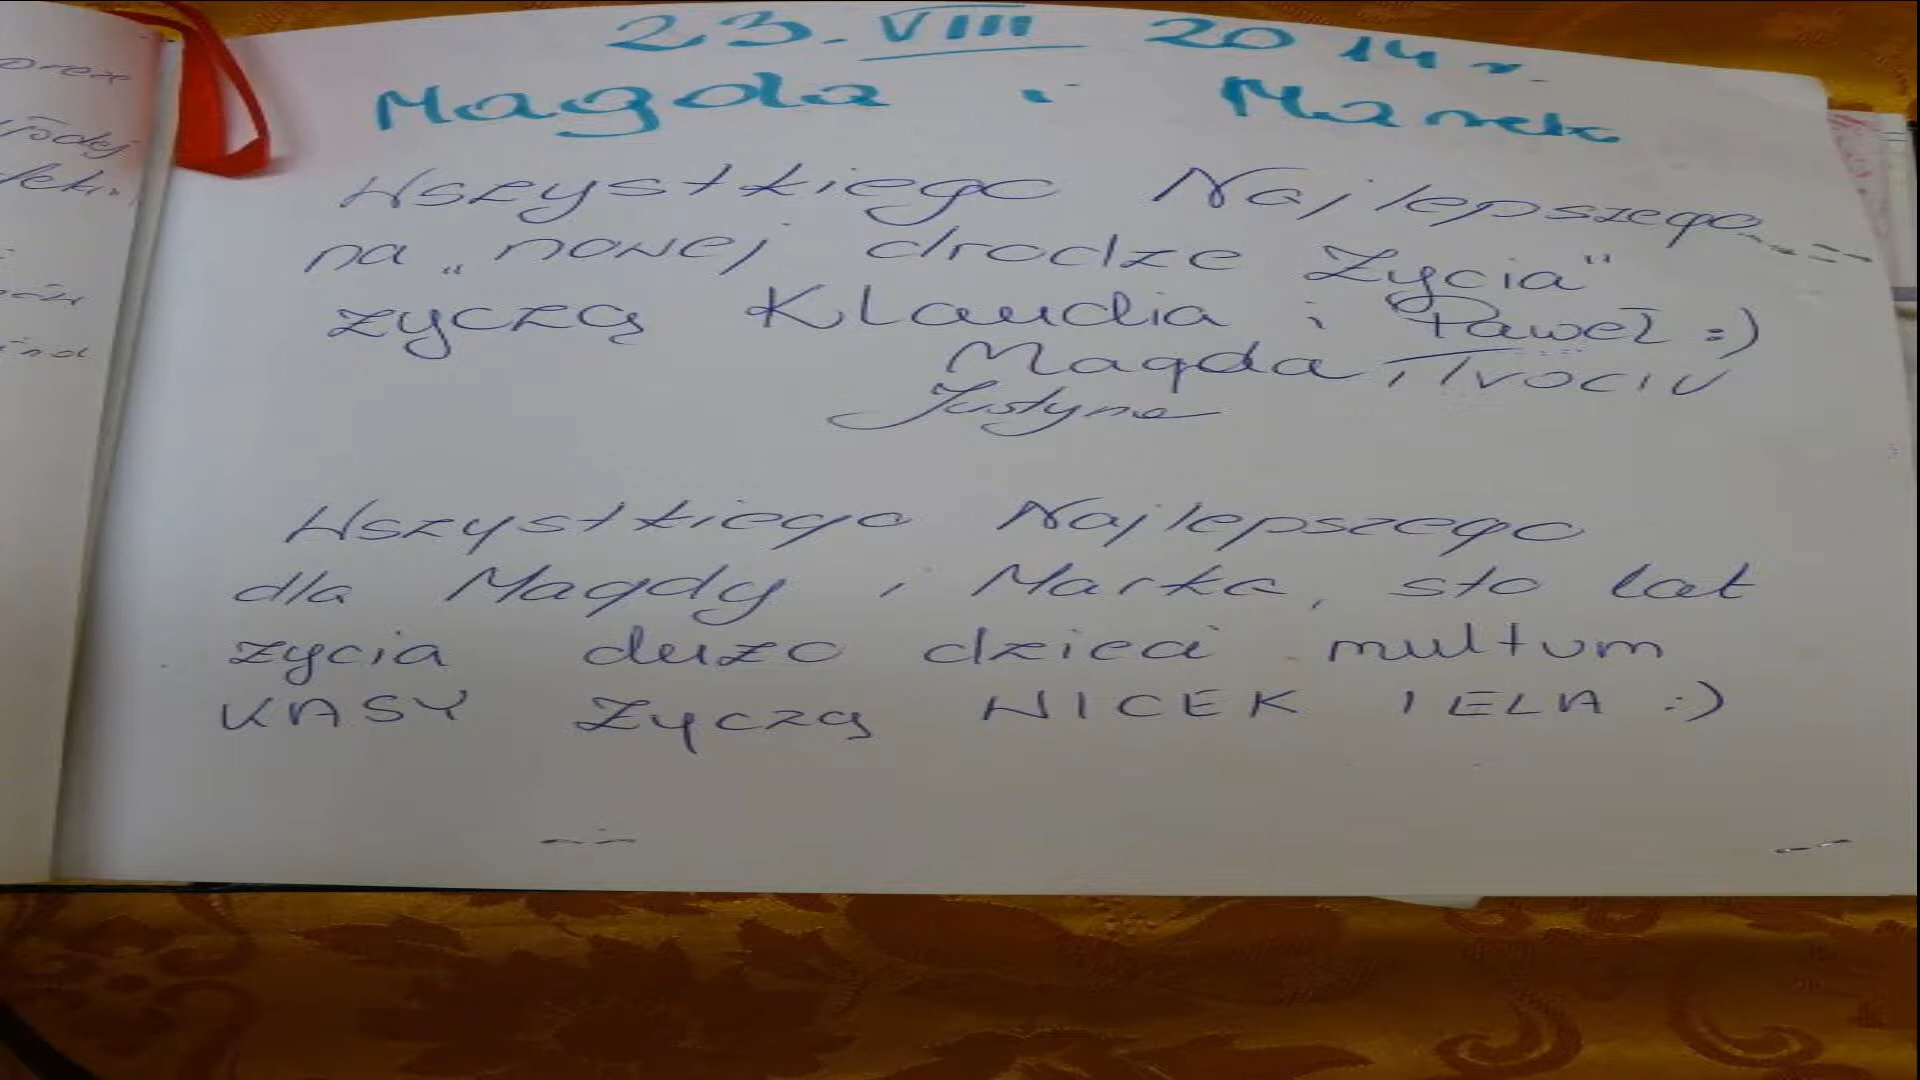 23. VIII 2014 r.
Magda i Marek
Wszystkiego Najlepszego
na „nowej drodze Życia"
życzą Klaudia i Paweł :)
Magda
Justyna
Wszystkiego Najlepszego
dla Magdy i Marka, sto lat
życia dużo dzieci multum
KASY Życzą WICEK I ELA :)